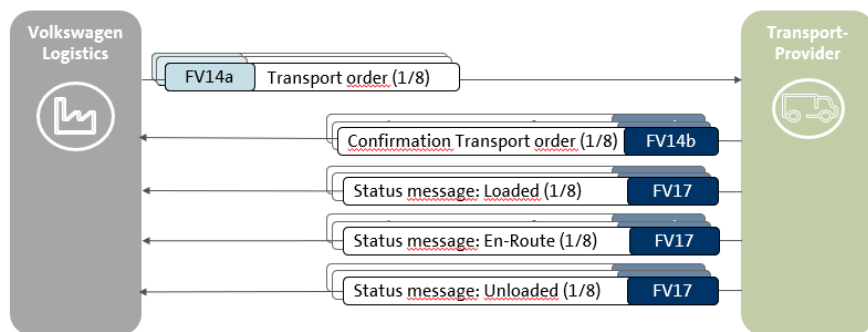 Volkswagen
Logistics
Transport-
Provider
FV14a Transport order (1/8)
Confirmation Transport order (1/8) FV14b
Status message: Loaded (1/8) FV17
Status message: En-Route (1/8) FV17
Status message: Unloaded (1/8) FV17